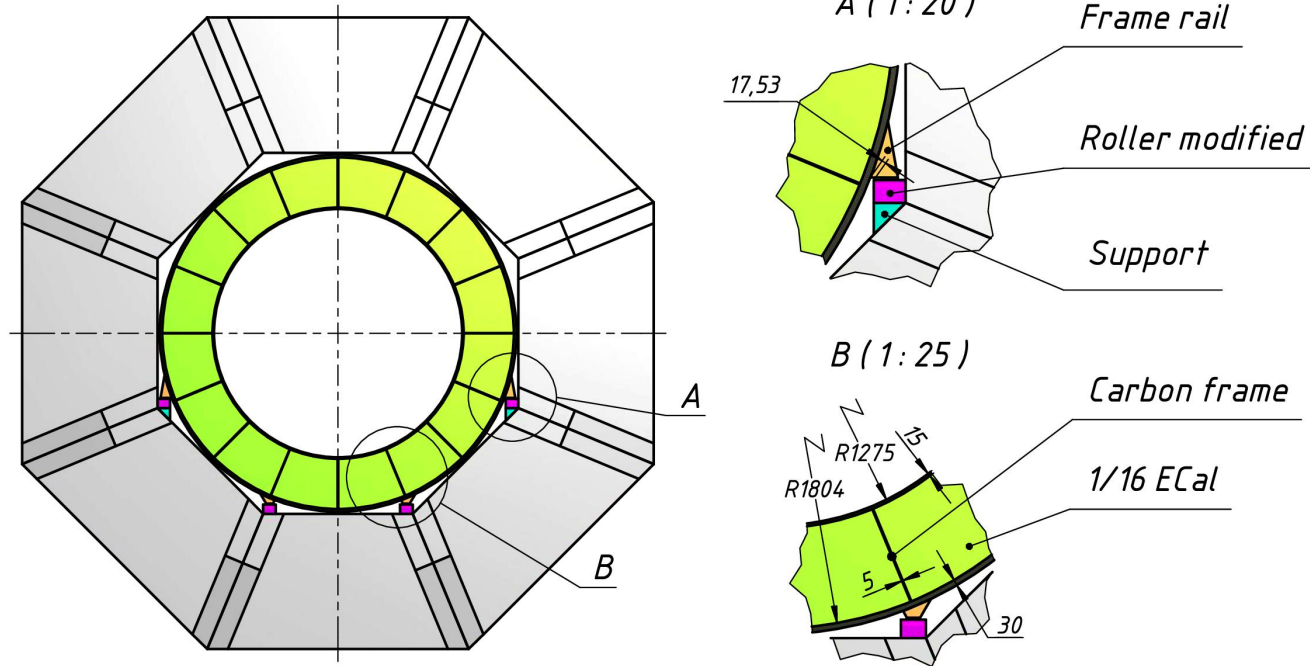 A ( 1 : 20 )
Frame rail
17,53
Roller modified
Support
A
B
B ( 1 : 25 )
Carbon frame
15
R1275
R1804
1/16 ECal
5
30